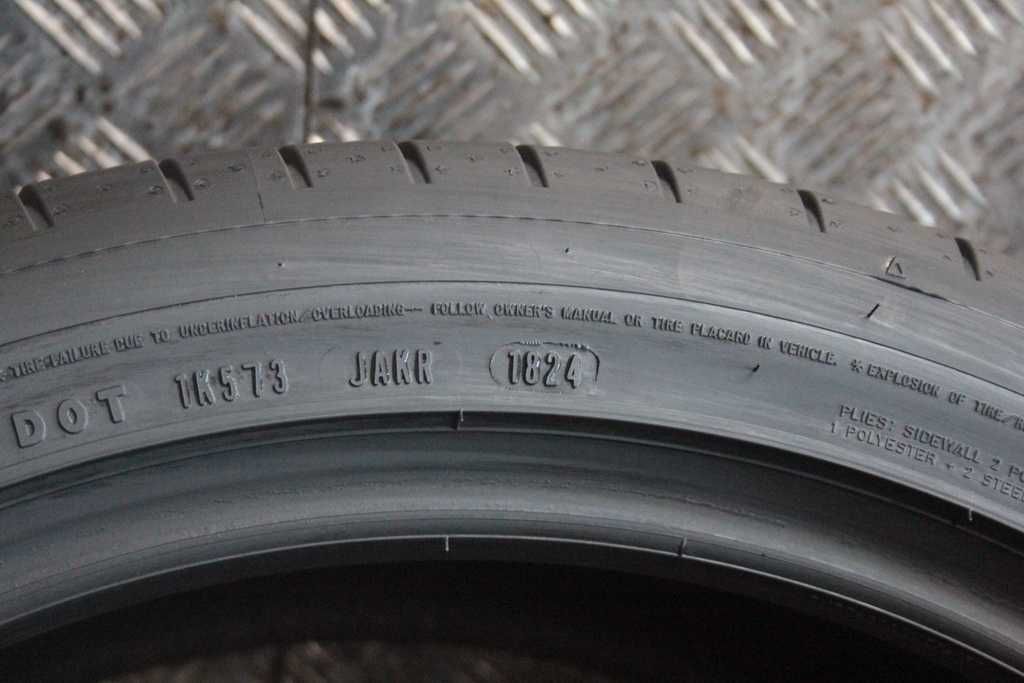 TIRE FAILURE DUE TO UNDERINFLATION/OVERLOADING— FOLLOW OWNER'S MANUAL OR TIRE PLACARD IN VEHICLE. * EXPLOSION OF TIRE/
DOT 1K573 JAKR 1824
PLIES: SIDEWALL 2
1 POLYESTER + 2